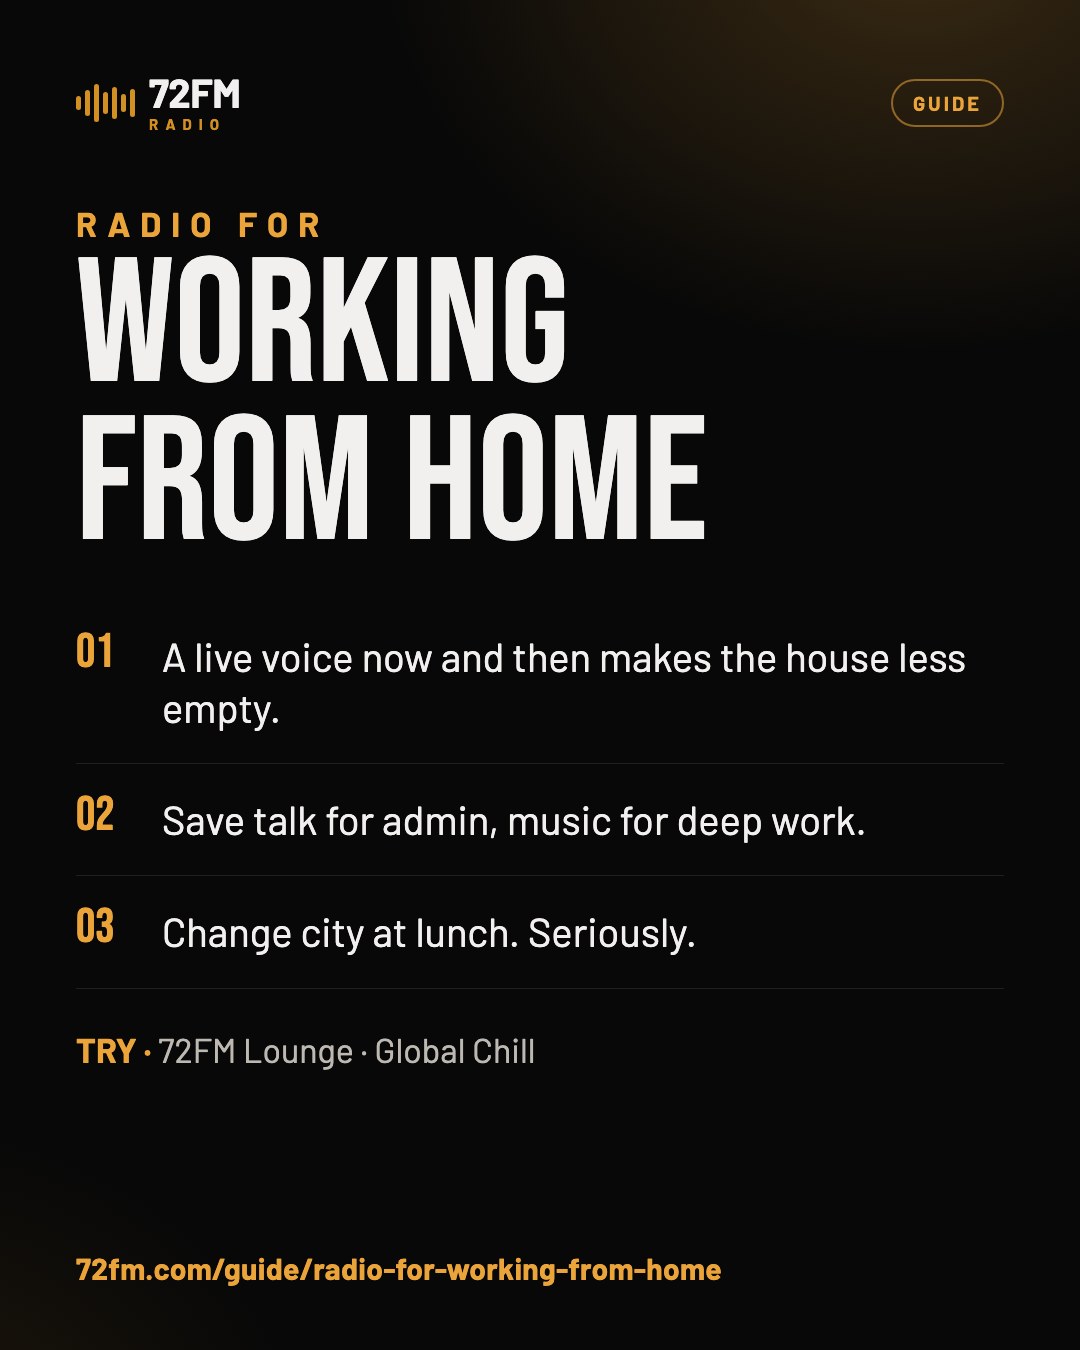 72FM
RADIO
GUIDE
RADIO FOR
WORKING
FROM HOME
01 A live voice now and then makes the house less
empty.
02 Save talk for admin, music for deep work.
03 Change city at lunch. Seriously.
TRY · 72FM Lounge · Global Chill
72fm.com/guide/radio-for-working-from-home